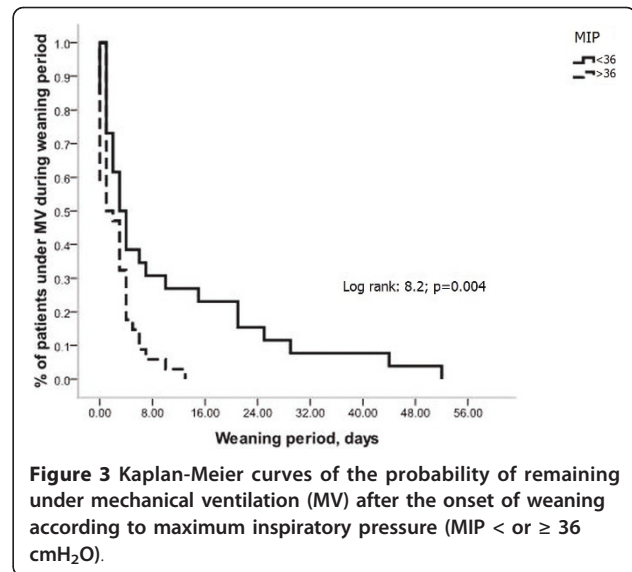 MIP
<36
>36
% of patients under MV during weaning period
1.0
0.9
0.8
0.7
0.6
0.5
0.4
0.3
0.2
0.1
0.0
Log rank: 8.2; p=0.004
0.00 8.00 16.00 24.00 32.00 40.00 48.00 56.00
Weaning period, days
Figure 3 Kaplan-Meier curves of the probability of remaining
under mechanical ventilation (MV) after the onset of weaning
according to maximum inspiratory pressure (MIP < or ≥ 36
cmH₂O).